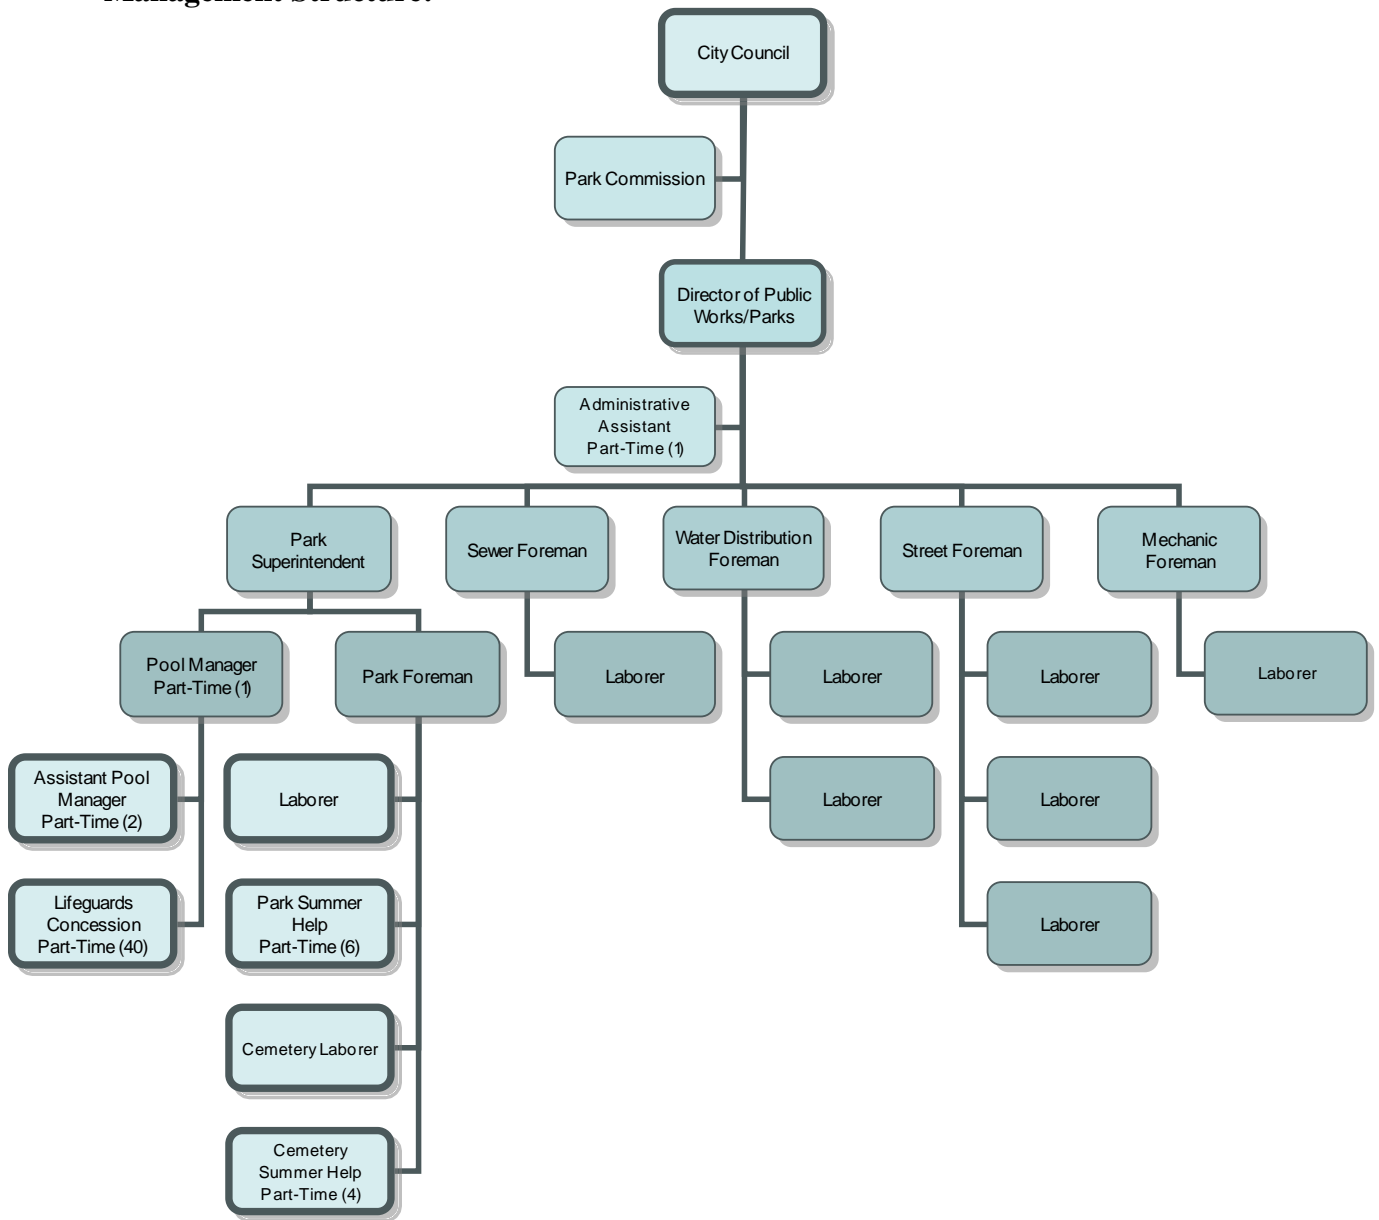 Management Structure:
City Council
Park Commission
Director of Public
Works/Parks
Administrative
Assistant
Part-Time (1)
Park
Superintendent
Sewer Foreman
Water Distribution
Foreman
Street Foreman
Mechanic
Foreman
Pool Manager
Part-Time (1)
Park Foreman
Laborer
Laborer
Laborer
Laborer
Assistant Pool
Manager
Part-Time (2)
Laborer
Laborer
Laborer
Lifeguards
Concession
Part-Time (40)
Park Summer
Help
Part-Time (6)
Laborer
Cemetery Laborer
Cemetery
Summer Help
Part-Time (4)